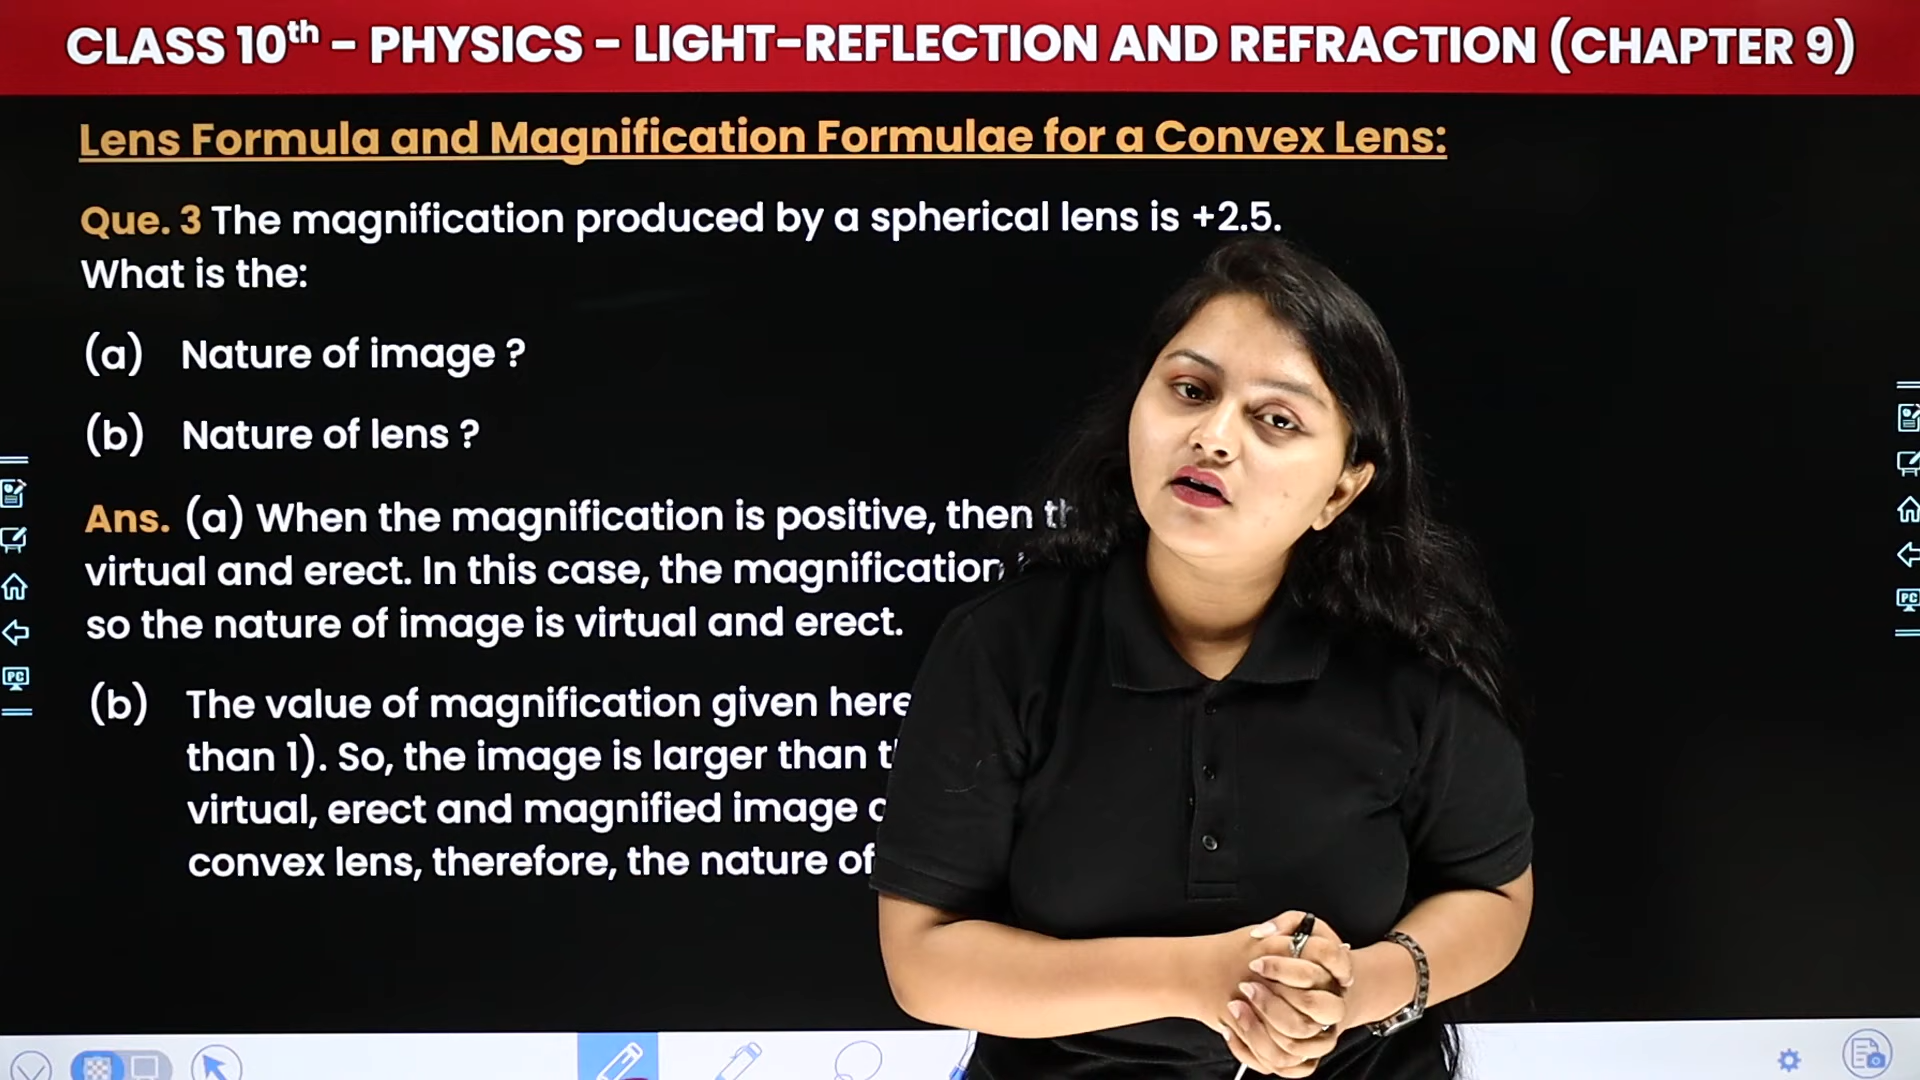 CLASS 10th - PHYSICS - LIGHT-REFLECTION AND REFRACTION (CHAPTER 9)
Lens Formula and Magnification Formulae for a Convex Lens:
Que. 3 The magnification produced by a spherical lens is +2.5.
What is the:
(a) Nature of image ?
(b) Nature of lens ?
Ans. (a) When the magnification is positive, then
virtual and erect. In this case, the magnification
so the nature of image is virtual and erect.
(b) The value of magnification given here
than 1). So, the image is larger than
virtual, erect and magnified image
convex lens, therefore, the nature of
PC
PC